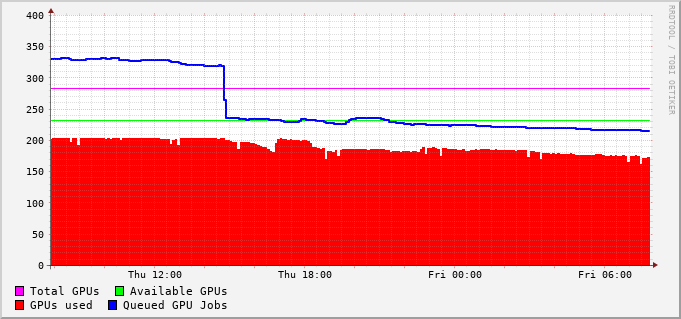 400
350
300
250
200
150
100
50
0
Thu 12:00 Thu 18:00 Fri 00:00 Fri 06:00
Total GPUs Available GPUs
GPUs used Queued GPU Jobs
RRDTOOL / TOBI OETIKER